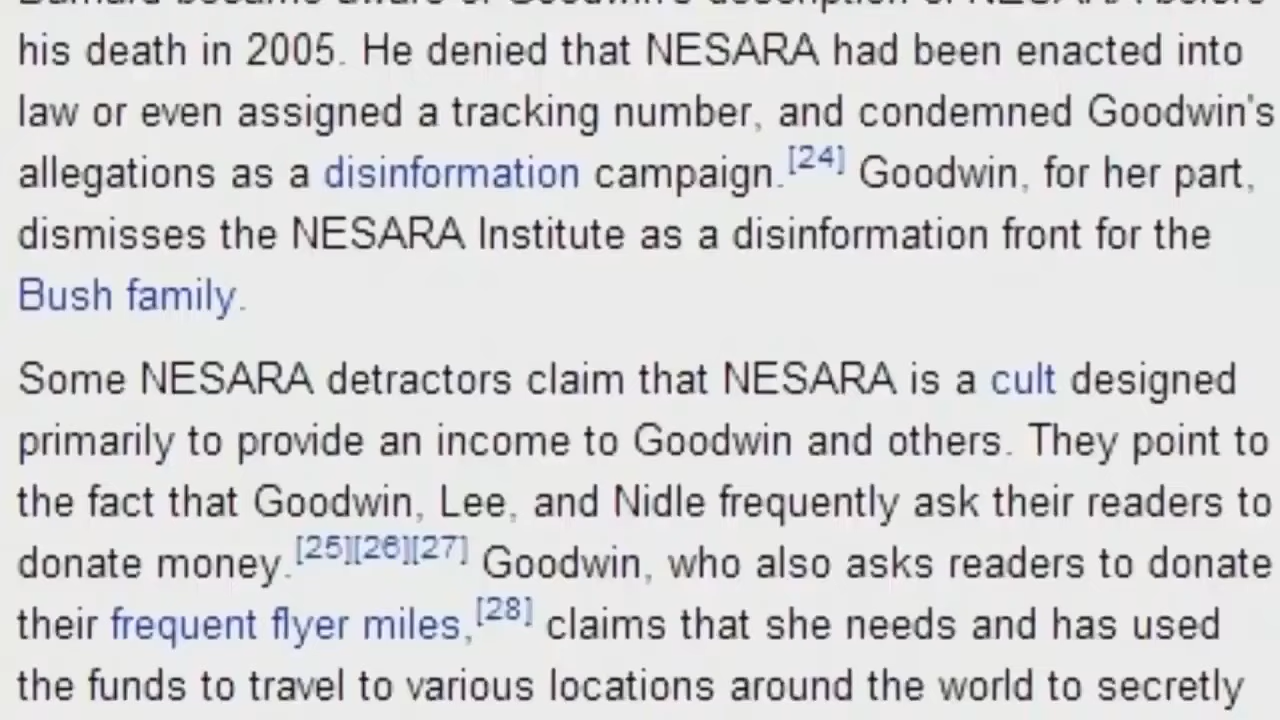 his death in 2005. He denied that NESARA had been enacted into
law or even assigned a tracking number, and condemned Goodwin's
allegations as a disinformation campaign.[24] Goodwin, for her part,
dismisses the NESARA Institute as a disinformation front for the
Bush family.
Some NESARA detractors claim that NESARA is a cult designed
primarily to provide an income to Goodwin and others. They point to
the fact that Goodwin, Lee, and Nidle frequently ask their readers to
donate money.[25][26][27] Goodwin, who also asks readers to donate
their frequent flyer miles,[28] claims that she needs and has used
the funds to travel to various locations around the world to secretly